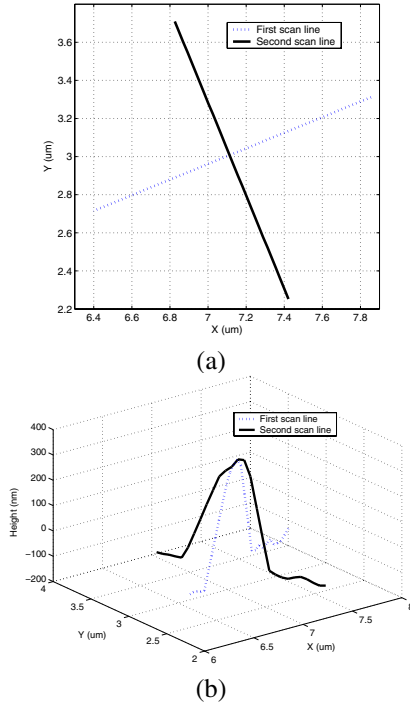 3.6
3.4
3.2
3
2.8
2.6
2.4
2.2
Y (um)
First scan line
Second scan line
6.4 6.6 6.8 7 7.2 7.4 7.6 7.8
X (um)
(a)
First scan line
Second scan line
400
300
200
100
0
−100
−200
Height (nm)
4
3.5
3
2.5
2
Y (um)
6
6.5
7
7.5
8
X (um)
(b)